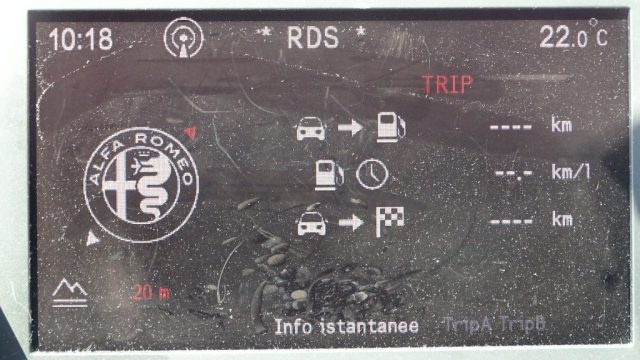 10:18 * RDS * 22.0°C
TRIP
---- km
ALFA ROMEO
--.- km/l
---- km
20 m
Info istantanee TripA TripB